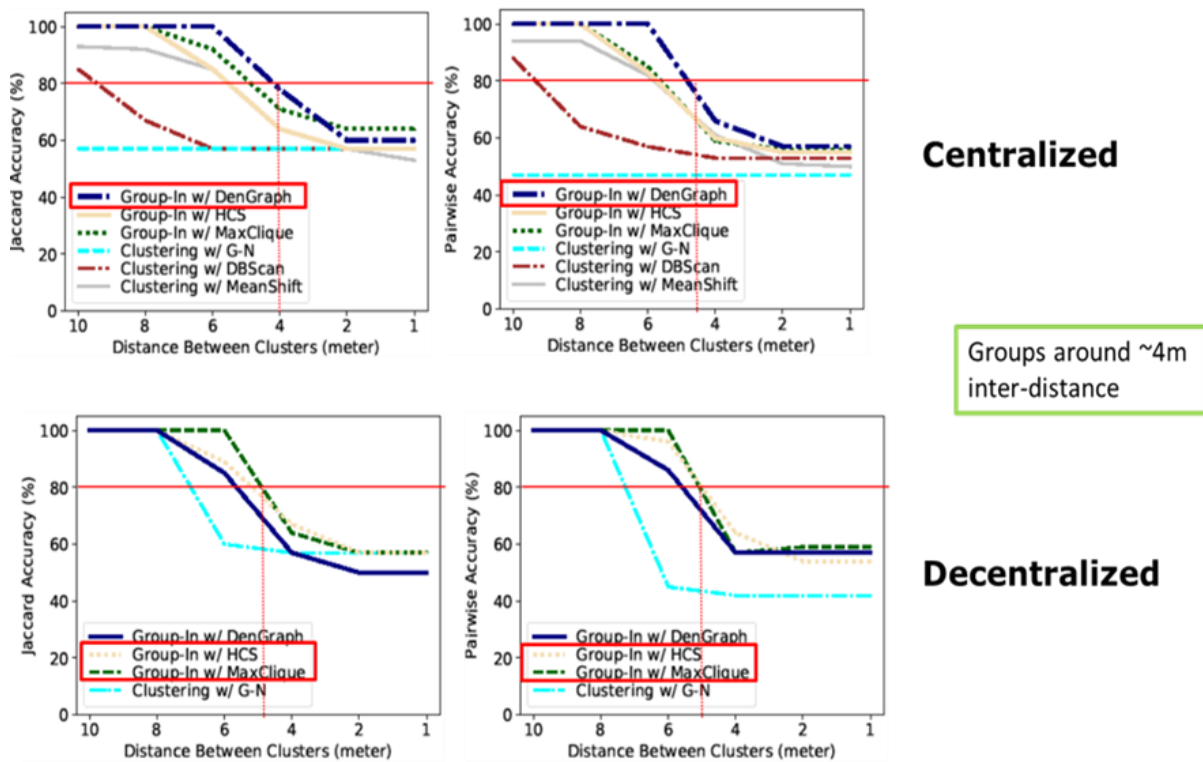 Jaccard Accuracy (%)
100
80
60
40
20
0
Group-In w/ DenGraph
Group-In w/ HCS
Group-In w/ MaxClique
Clustering w/ G-N
Clustering w/ DBScan
Clustering w/ MeanShift
10 8 6 4 2 1
Distance Between Clusters (meter)
Pairwise Accuracy (%)
100
80
60
40
20
0
Group-In w/ DenGraph
Group-In w/ HCS
Group-In w/ MaxClique
Clustering w/ G-N
Clustering w/ DBScan
Clustering w/ MeanShift
10 8 6 4 2 1
Distance Between Clusters (meter)
Centralized
Groups around ~4m
inter-distance
Jaccard Accuracy (%)
100
80
60
40
20
0
Group-In w/ DenGraph
Group-In w/ HCS
Group-In w/ MaxClique
Clustering w/ G-N
10 8 6 4 2 1
Distance Between Clusters (meter)
Pairwise Accuracy (%)
100
80
60
40
20
0
Group-In w/ DenGraph
Group-In w/ HCS
Group-In w/ MaxClique
Clustering w/ G-N
10 8 6 4 2 1
Distance Between Clusters (meter)
Decentralized